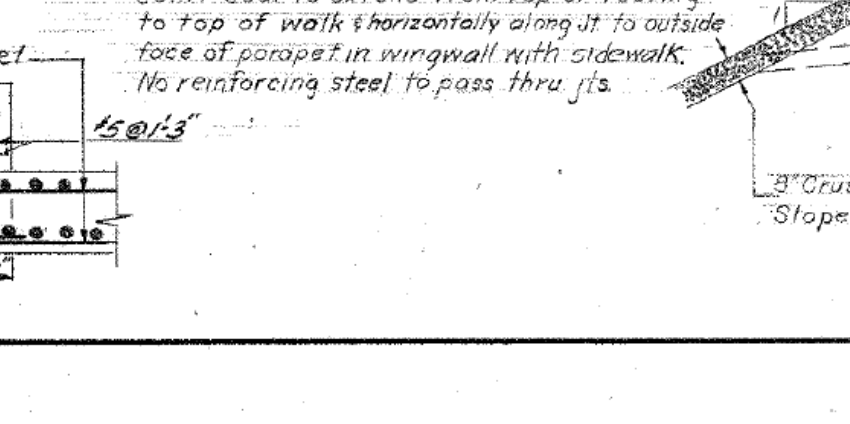 to top of walk & horizontally along Jt to outside
face of parapet in wingwall with sidewalk.
No reinforcing steel to pass thru jts.
#5@1'-3"
8" Crus
Slope